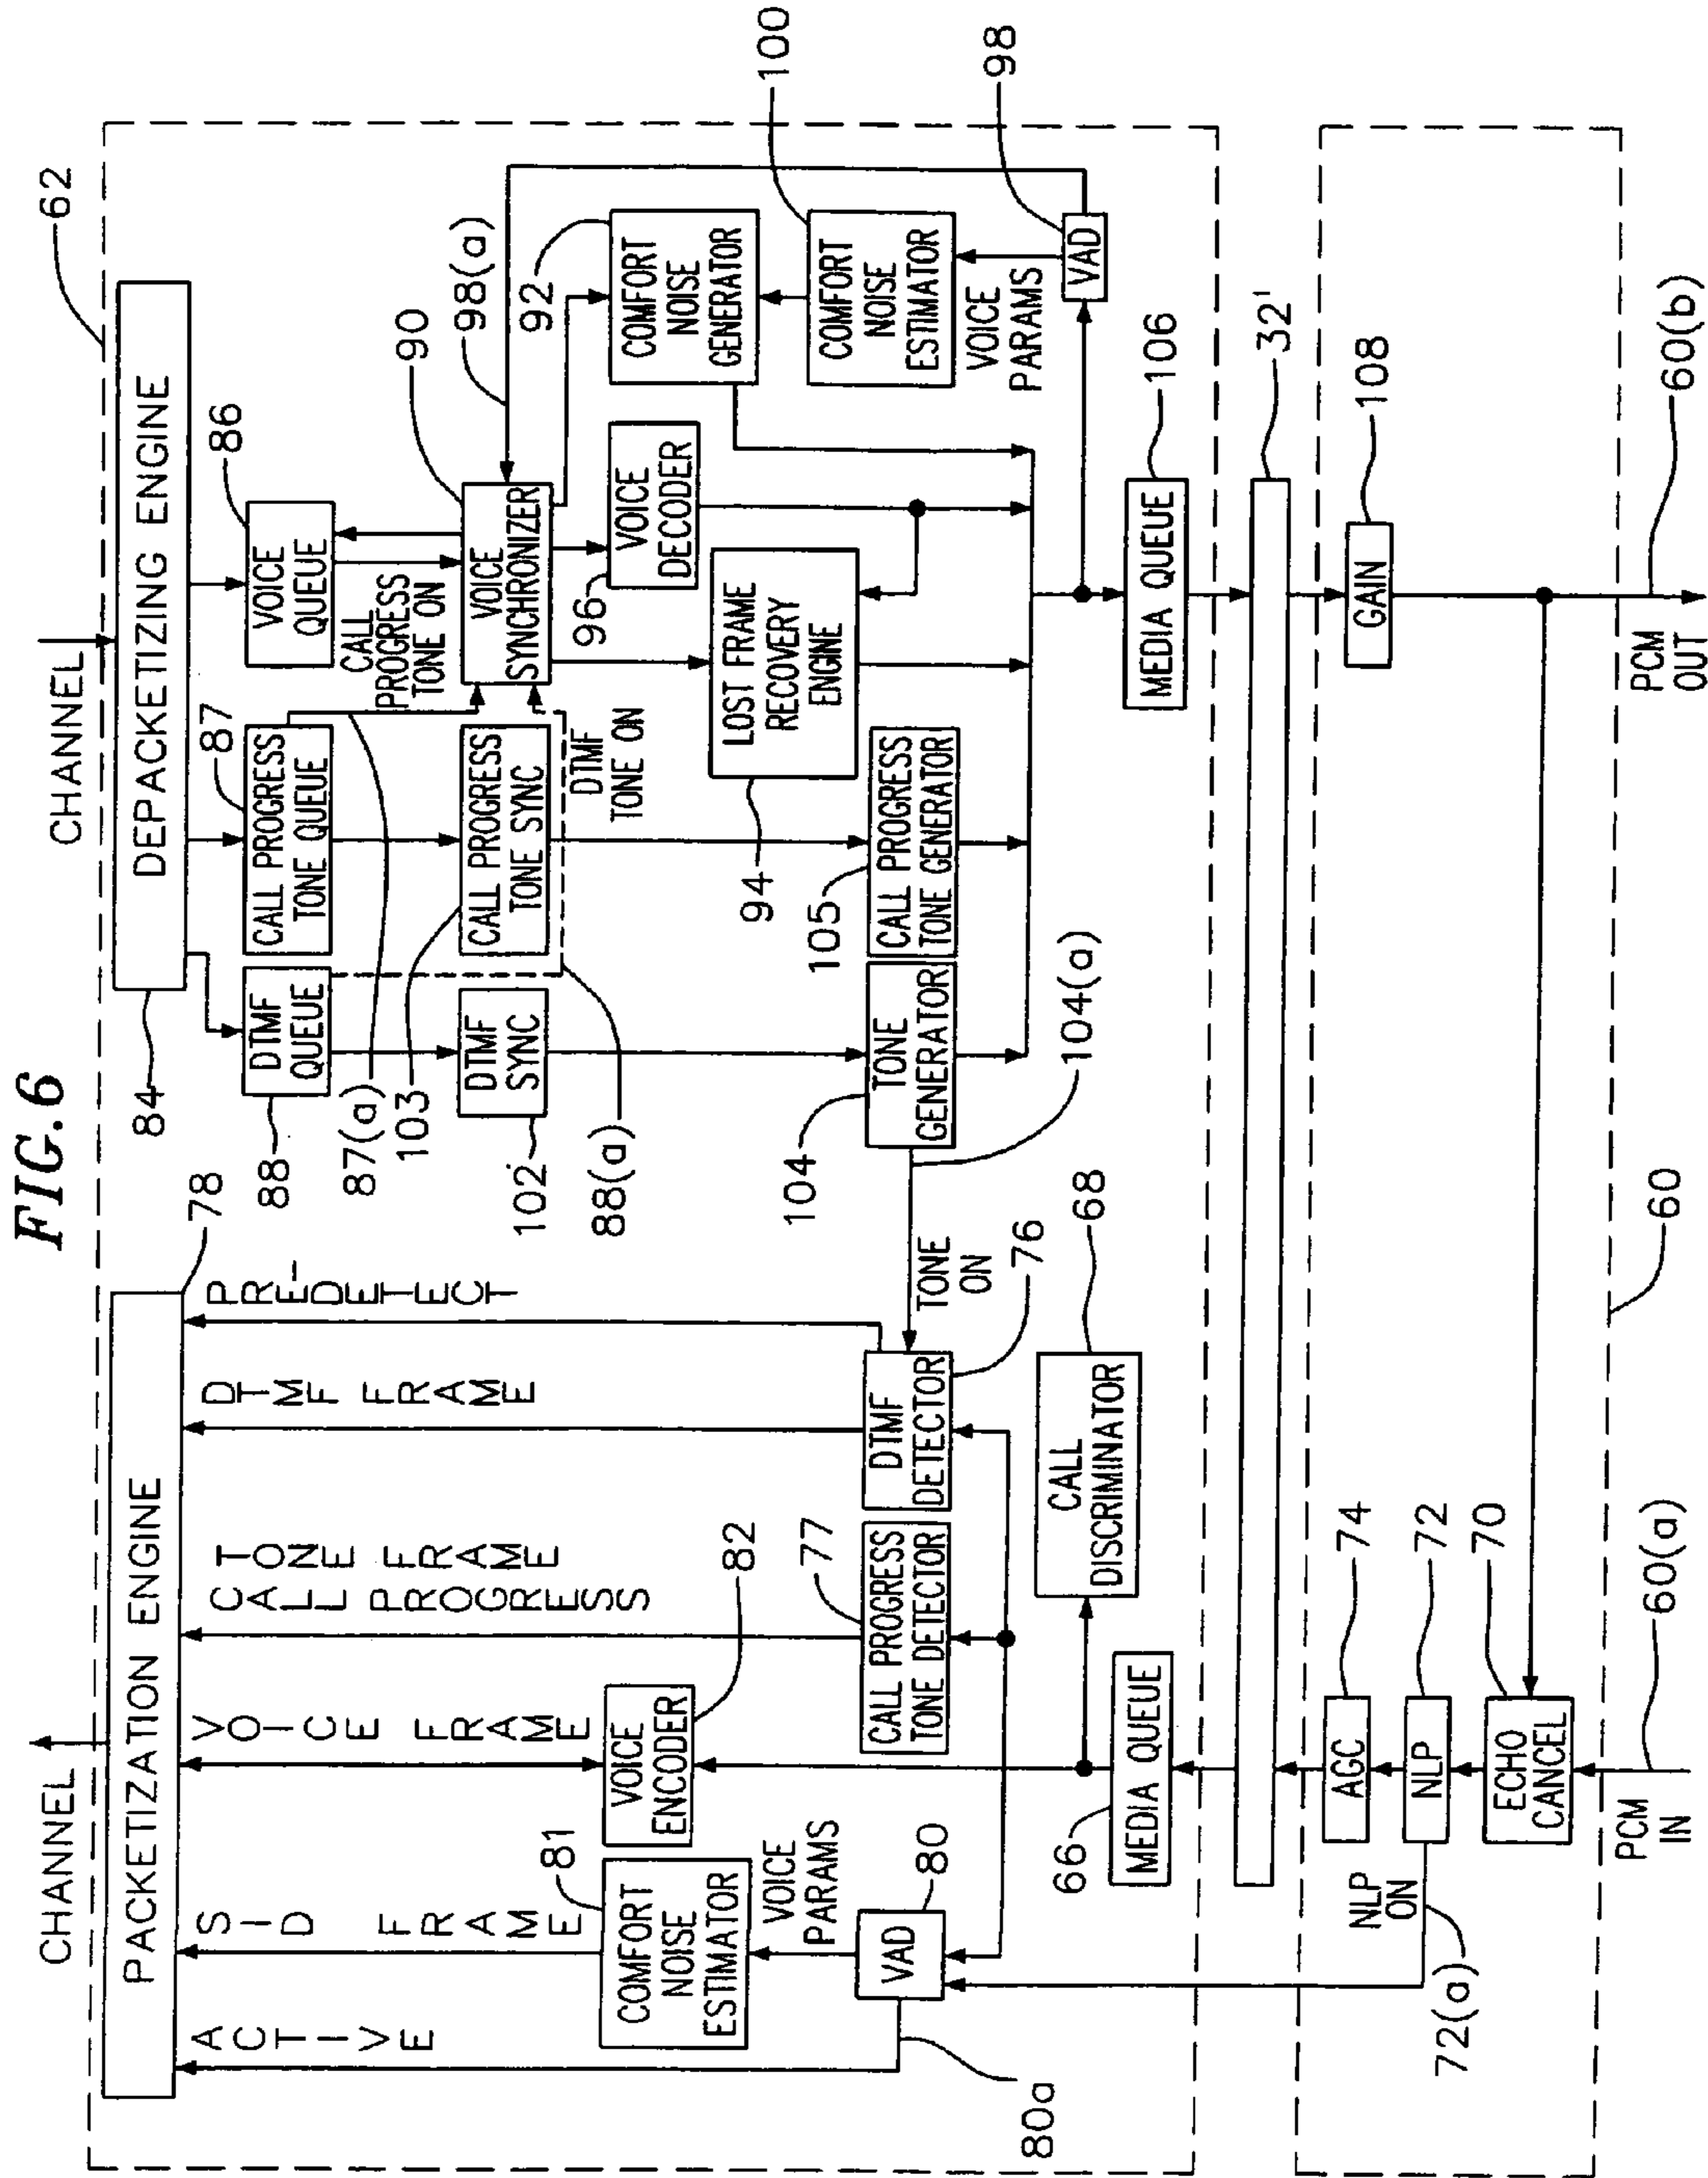 FIG. 6
CHANNEL
PACKETIZATION ENGINE
78
ACTIVE
SID FRAME
VOICE FRAME
CALL PROGRESS
TONE FRAME
DTMF FRAME
PRE-DETECT
COMFORT
NOISE
ESTIMATOR
81
VOICE
ENCODER
82
VOICE
PARAMS
VAD
80
80a
CALL PROGRESS
TONE DETECTOR
77
DTMF
DETECTOR
76
TONE
ON
CALL
DISCRIMINATOR
68
66
MEDIA QUEUE
NLP
ON
72(a)
AGC
74
NLP
72
ECHO
CANCEL
70
PCM
IN
60(a)
60
CHANNEL
62
DEPACKETIZING ENGINE
84
DTMF
QUEUE
88
CALL PROGRESS
TONE QUEUE
87
VOICE
QUEUE
86
87(a)
103
88(a)
CALL
PROGRESS
TONE ON
90
98(a)
DTMF
SYNC
102
CALL PROGRESS
TONE SYNC
VOICE
SYNCHRONIZER
DTMF
TONE ON
96
VOICE
DECODER
92
COMFORT
NOISE
GENERATOR
94
LOST FRAME
RECOVERY
ENGINE
100
COMFORT
NOISE
ESTIMATOR
104
TONE
GENERATOR
104(a)
105
CALL PROGRESS
TONE GENERATOR
VOICE
PARAMS
VAD
98
MEDIA QUEUE
106
32'
GAIN
108
PCM
OUT
60(b)